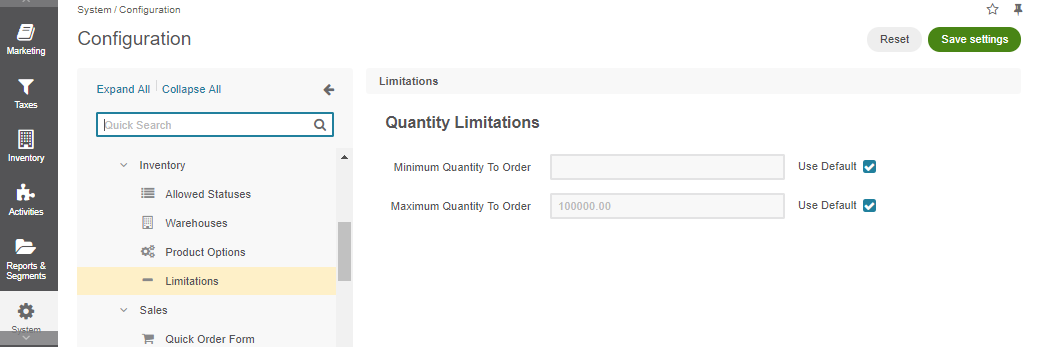 System / Configuration
Configuration
Reset
Save settings
Marketing
Taxes
Inventory
Activities
Reports &
Segments
System
Expand All
Collapse All
Quick Search
Inventory
Allowed Statuses
Warehouses
Product Options
Limitations
Sales
Quick Order Form
Limitations
Quantity Limitations
Minimum Quantity To Order
Use Default
Maximum Quantity To Order
100000.00
Use Default